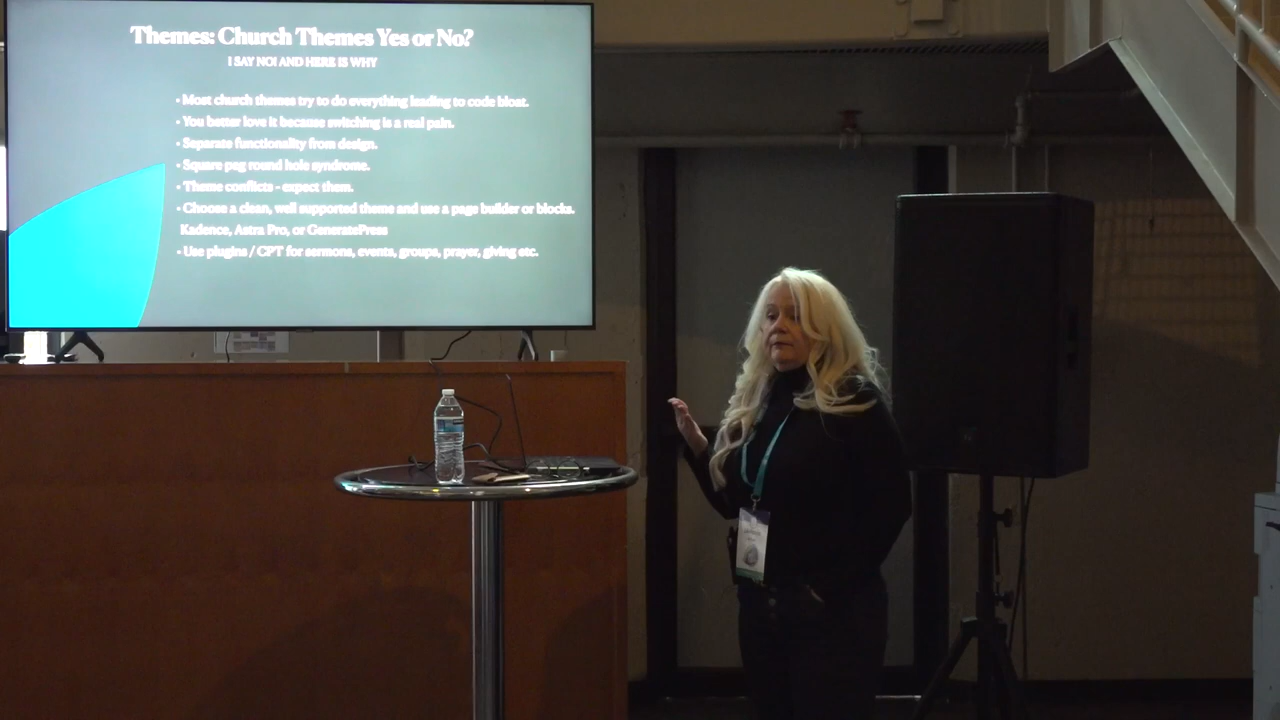 Themes: Church Themes Yes or No?
I SAY NO! AND HERE IS WHY
• Most church themes try to do everything leading to code bloat.
• You better love it because switching is a real pain.
• Separate functionality from design.
• Square peg round hole syndrome.
• Theme conflicts - expect them.
• Choose a clean, well supported theme and use a page builder or blocks.
Kadence, Astra Pro, or GeneratePress
• Use plugins / CPT for sermons, events, groups, prayer, giving etc.